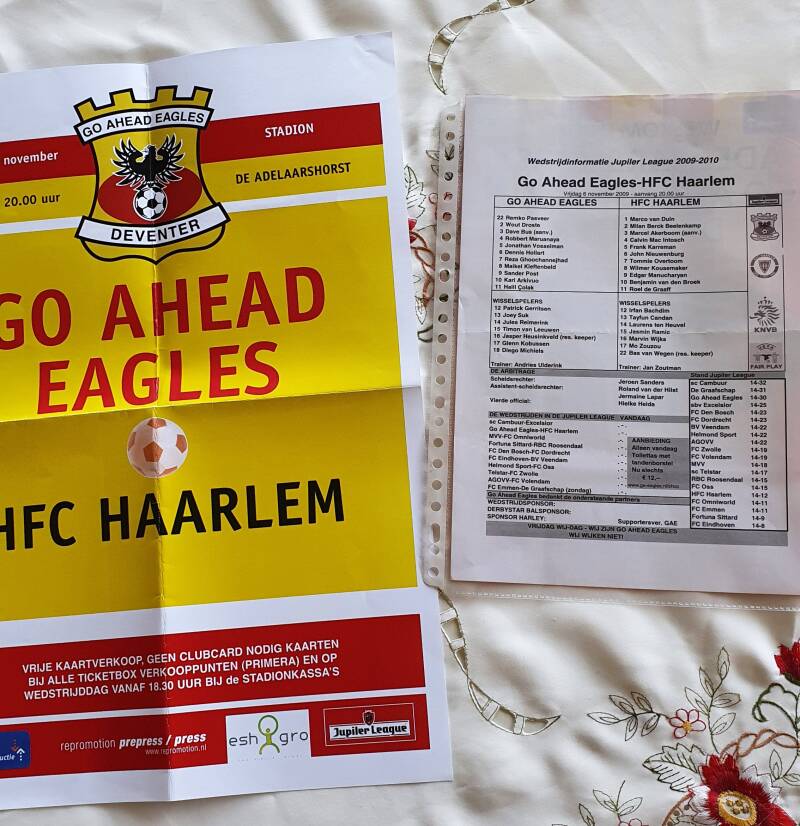 GO AHEAD EAGLES
DEVENTER
november
20.00 uur
STADION
DE ADELAARSHORST
GO AHEAD
EAGLES
HFC HAARLEM
VRIJE KAARTVERKOOP, GEEN CLUBCARD NODIG KAARTEN
BIJ ALLE TICKETBOX VERKOOPPUNTEN (PRIMERA) EN OP
WEDSTRIJDDAG VANAF 18.30 UUR BIJ de STADIONKASSA'S
repromotion prepress / press
www.repromotion.nl
esh gro
Jupiler League
Wedstrijdinformatie Jupiler League 2009-2010
Go Ahead Eagles-HFC Haarlem
Vrijdag 6 november 2009 - aanvang 20.00 uur
GO AHEAD EAGLES
22 Remko Pasveer
2 Wout Droste
3 Dave Bus (aanv.)
4 Robbert Maruanaya
5 Jonathan Vosselman
6 Dennis Hollart
7 Reza Ghoochannejhad
8 Maikel Kieftenbeld
9 Sander Post
10 Kari Arkivuo
11 Halil Çolak
HFC HAARLEM
1 Marco van Duin
2 Milan Berck Beelenkamp
3 Marcel Akerboom (aanv.)
4 Calvin Mac Intosch
5 Frank Karreman
6 John Nieuwenburg
7 Tommie Overtoom
8 Wilmer Kousemaker
9 Edgar Manucharyan
10 Benjamin van den Broek
11 Roel de Graaff
WISSELSPELERS
12 Patrick Gerritsen
13 Joey Suk
14 Jules Reimerink
15 Timon van Leeuwen
16 Jasper Heusinkveld (res. keeper)
17 Glenn Kobussen
18 Diego Michiels
Trainer: Andries Ulderink
WISSELSPELERS
12 Irfan Bachdim
13 Tayfun Candan
14 Laurens ten Heuvel
15 Jasmin Ramic
16 Marvin Wijks
17 Mo Zouzou
22 Bas van Wegen (res. keeper)
Trainer: Jan Zoutman
KNVB
FAIR PLAY
DE ARBITRAGE
Scheidsrechter: Jeroen Sanders
Assistent-scheidsrechter: Roland van der Hilst
Jermaine Lapar
Vierde official: Hielke Heida
DE WEDSTRIJDEN IN DE JUPILER LEAGUE VANDAAG
sc Cambuur-Excelsior
Go Ahead Eagles-HFC Haarlem
MVV-FC Omniworld
Fortuna Sittard-RBC Roosendaal
FC Den Bosch-FC Dordrecht
FC Eindhoven-BV Veendam
Helmond Sport-FC Oss
Telstar-FC Zwolle
AGOVV-FC Volendam
FC Emmen-De Graafschap (zondag)
AANBIEDING
Alleen vandaag
Toilettas met
tandenborstel
Nu slechts
€ 12,--
Go Ahead Eagles bedankt de onderstaande partners
WEDSTRIJDSPONSOR:
DERBYSTAR BALSPONSOR:
SPONSOR HARLEY: Supportersver. GAE
VRIJDAG WIJ-DAG - WIJ ZIJN GO AHEAD EAGLES
WIJ WIJKEN NIET!
Stand Jupiler League
sc Cambuur 14-32
De Graafschap 14-31
Go Ahead Eagles 14-30
sbv Excelsior 14-25
FC Den Bosch 14-23
FC Dordrecht 14-23
BV Veendam 14-22
Helmond Sport 14-22
AGOVV 14-22
FC Zwolle 14-19
FC Volendam 14-19
MVV 14-18
sc Telstar 14-17
RBC Roosendaal 14-15
FC Oss 14-15
HFC Haarlem 14-12
FC Omniworld 14-11
FC Emmen 14-11
Fortuna Sittard 14-9
FC Eindhoven 14-8